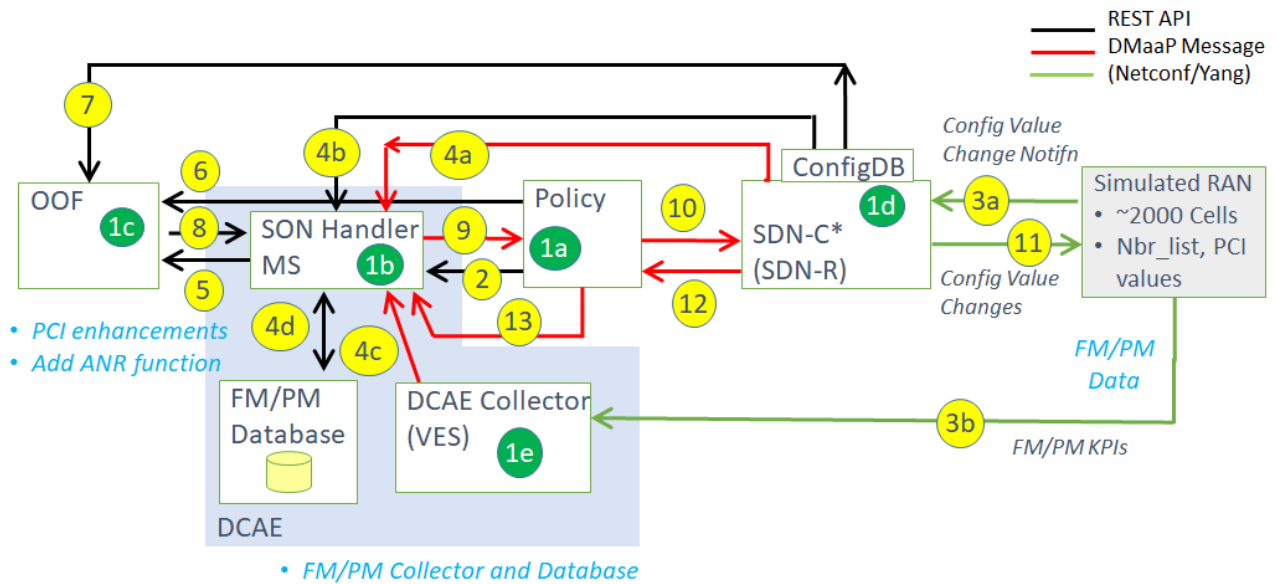 REST API
DMaaP Message
(Netconf/Yang)
7
4b
4a
Config Value
Change Notifn
ConfigDB
6
OOF
1c
8
5
SON Handler
MS
1b
9
2
Policy
1a
10
12
13
1d
SDN-C*
(SDN-R)
3a
11
Config Value
Changes
Simulated RAN
• ~2000 Cells
• Nbr_list, PCI
values
• PCI enhancements
• Add ANR function
4d
4c
FM/PM
Data
FM/PM
Database
DCAE Collector
(VES)
1e
3b
FM/PM KPIs
DCAE
• FM/PM Collector and Database